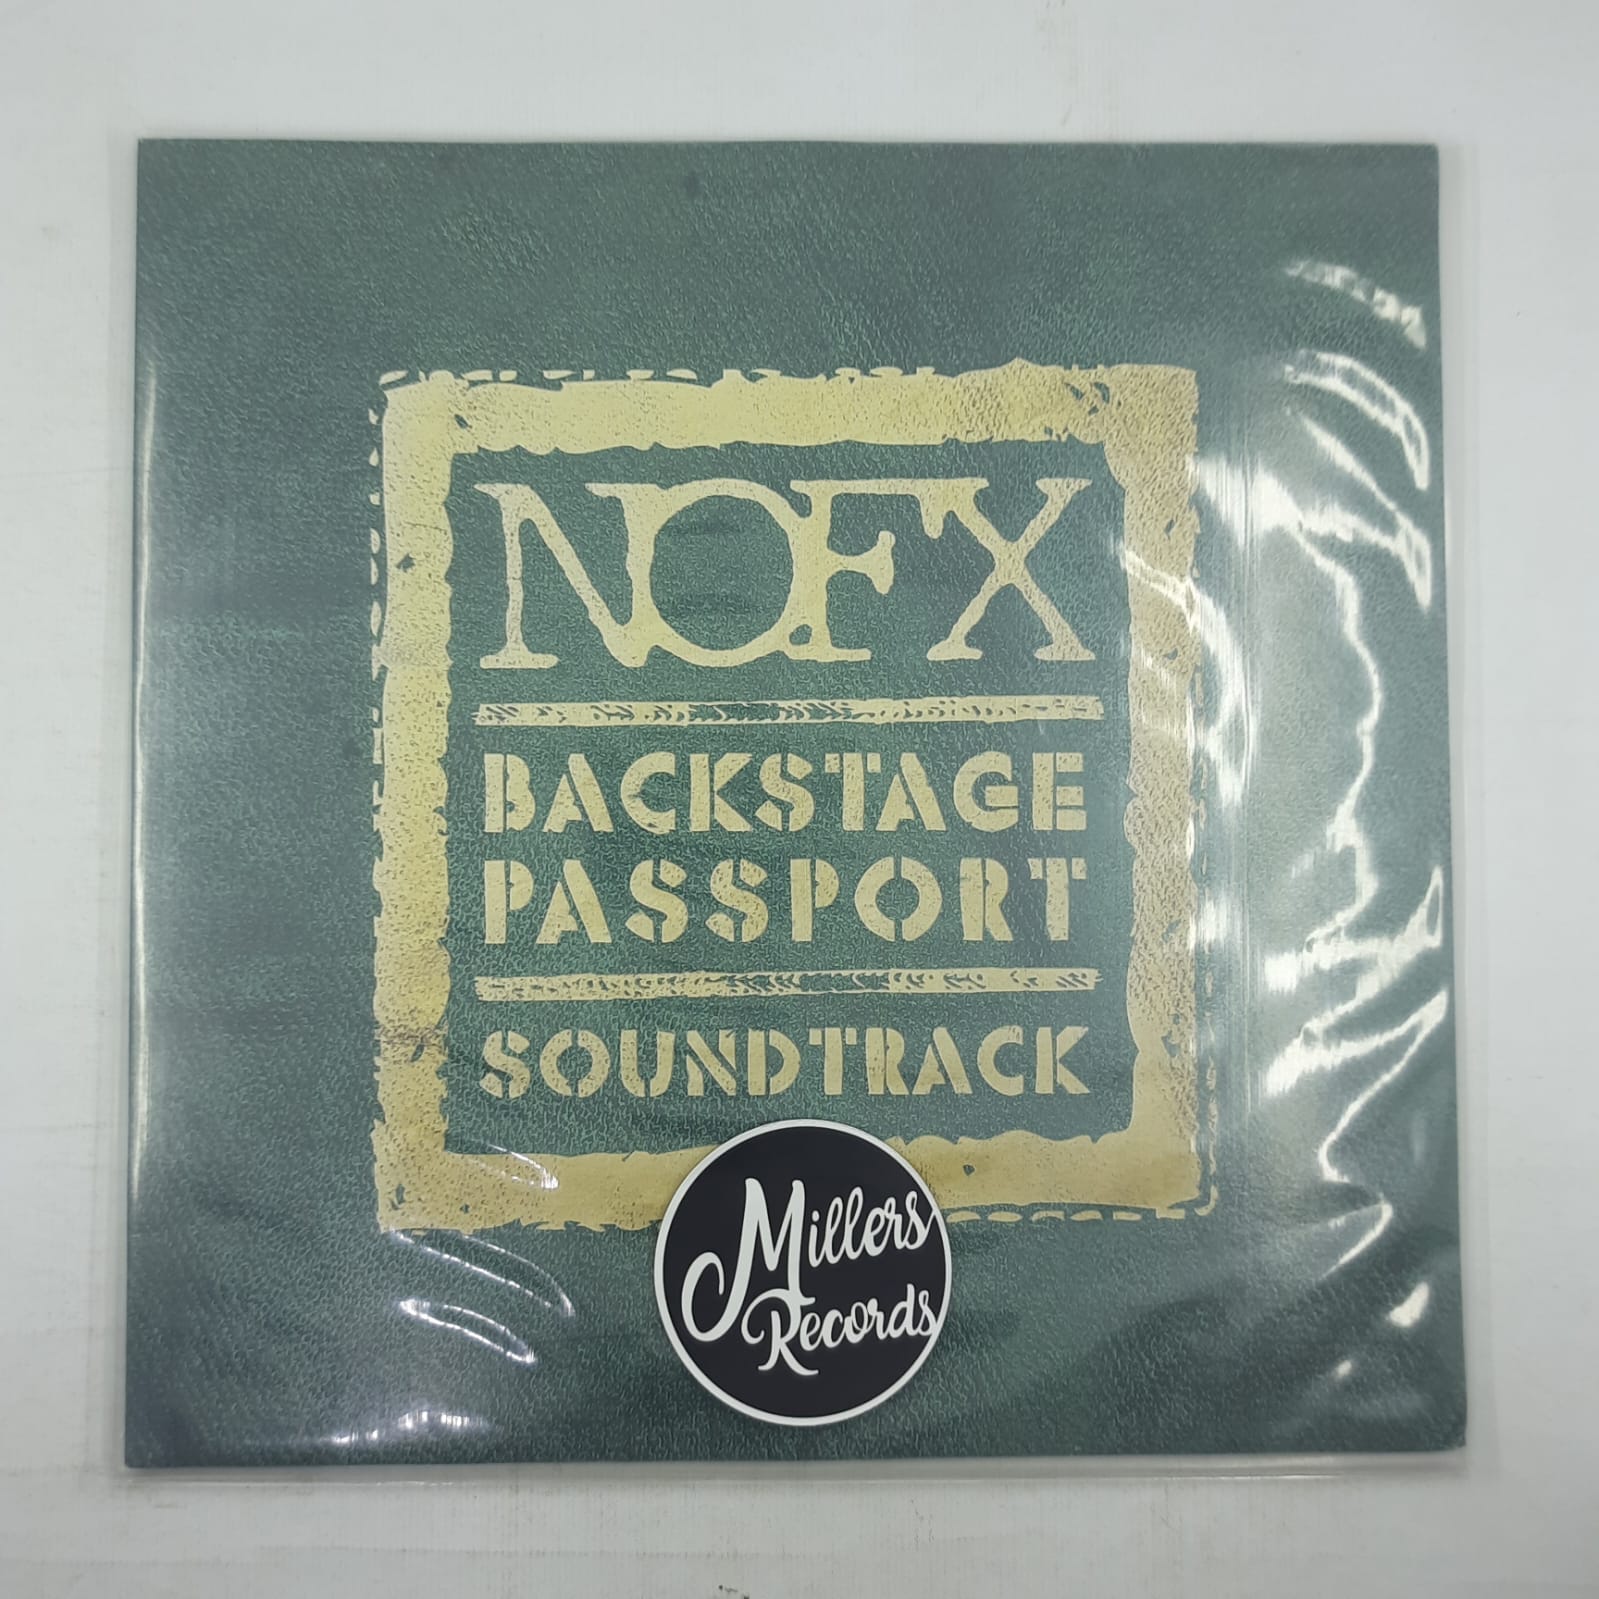 NOFX
BACKSTAGE
PASSPORT
SOUNDTRACK
Millers
Records